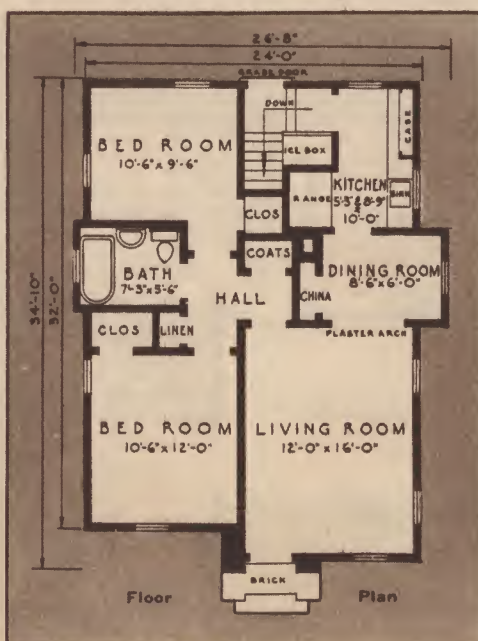 26'-8"
24'-0"
GRADE DOOR
DOWN
CASE
BED ROOM
10'-6" x 9'-6"
ICE BOX
KITCHEN
5'-3" & 8'-9"
10'-0"
RANGE
SINK
CLOS
COATS
BATH
7'-3" x 5'-6"
DINING ROOM
8'-6" x 6'-0"
HALL
CHINA
34'-10"
32'-0"
CLOS
LINEN
PLASTER ARCH
BED ROOM
10'-6" x 12'-0"
LIVING ROOM
12'-0" x 16'-0"
BRICK
Floor Plan